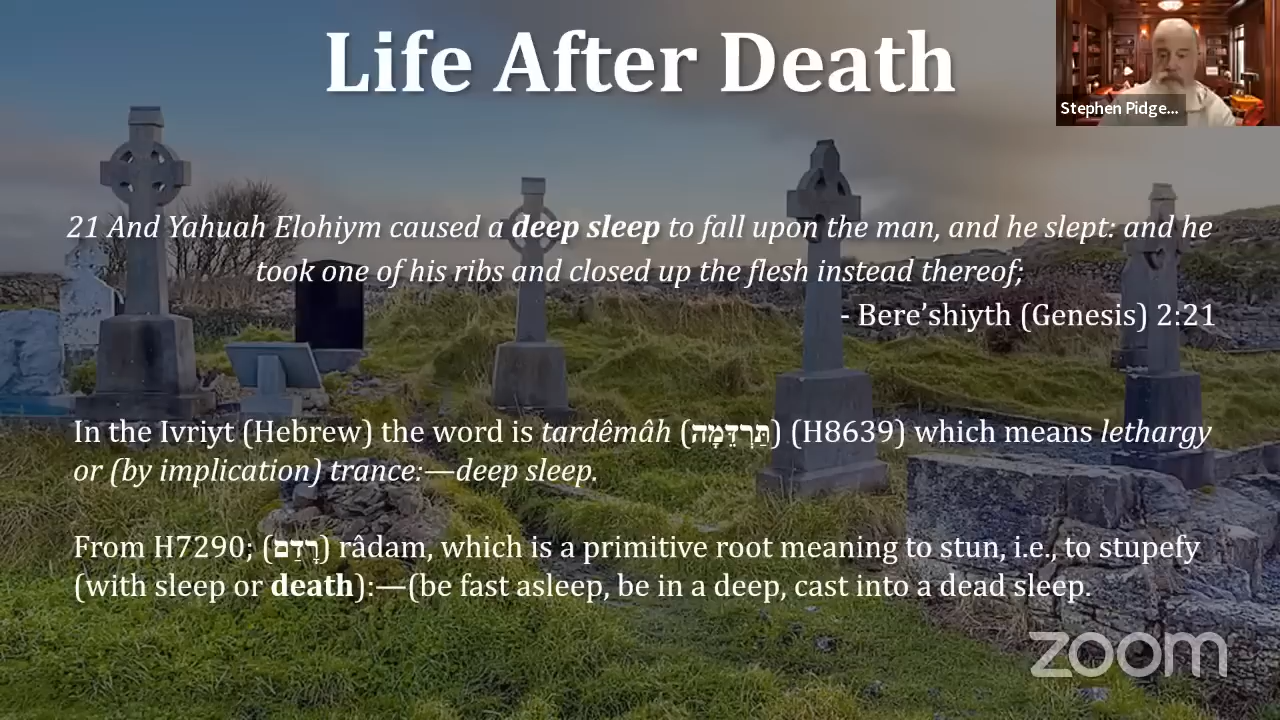 Life After Death
Stephen Pidge...
21 And Yahuah Elohiym caused a deep sleep to fall upon the man, and he slept: and he
took one of his ribs and closed up the flesh instead thereof;
- Bere’shiyth (Genesis) 2:21
In the Ivriyt (Hebrew) the word is tardêmâh (תַּרְדֵּמָה) (H8639) which means lethargy
or (by implication) trance:—deep sleep.
From H7290; (רָדַם) râdam, which is a primitive root meaning to stun, i.e., to stupefy
(with sleep or death):—(be fast asleep, be in a deep, cast into a dead sleep.
zoom